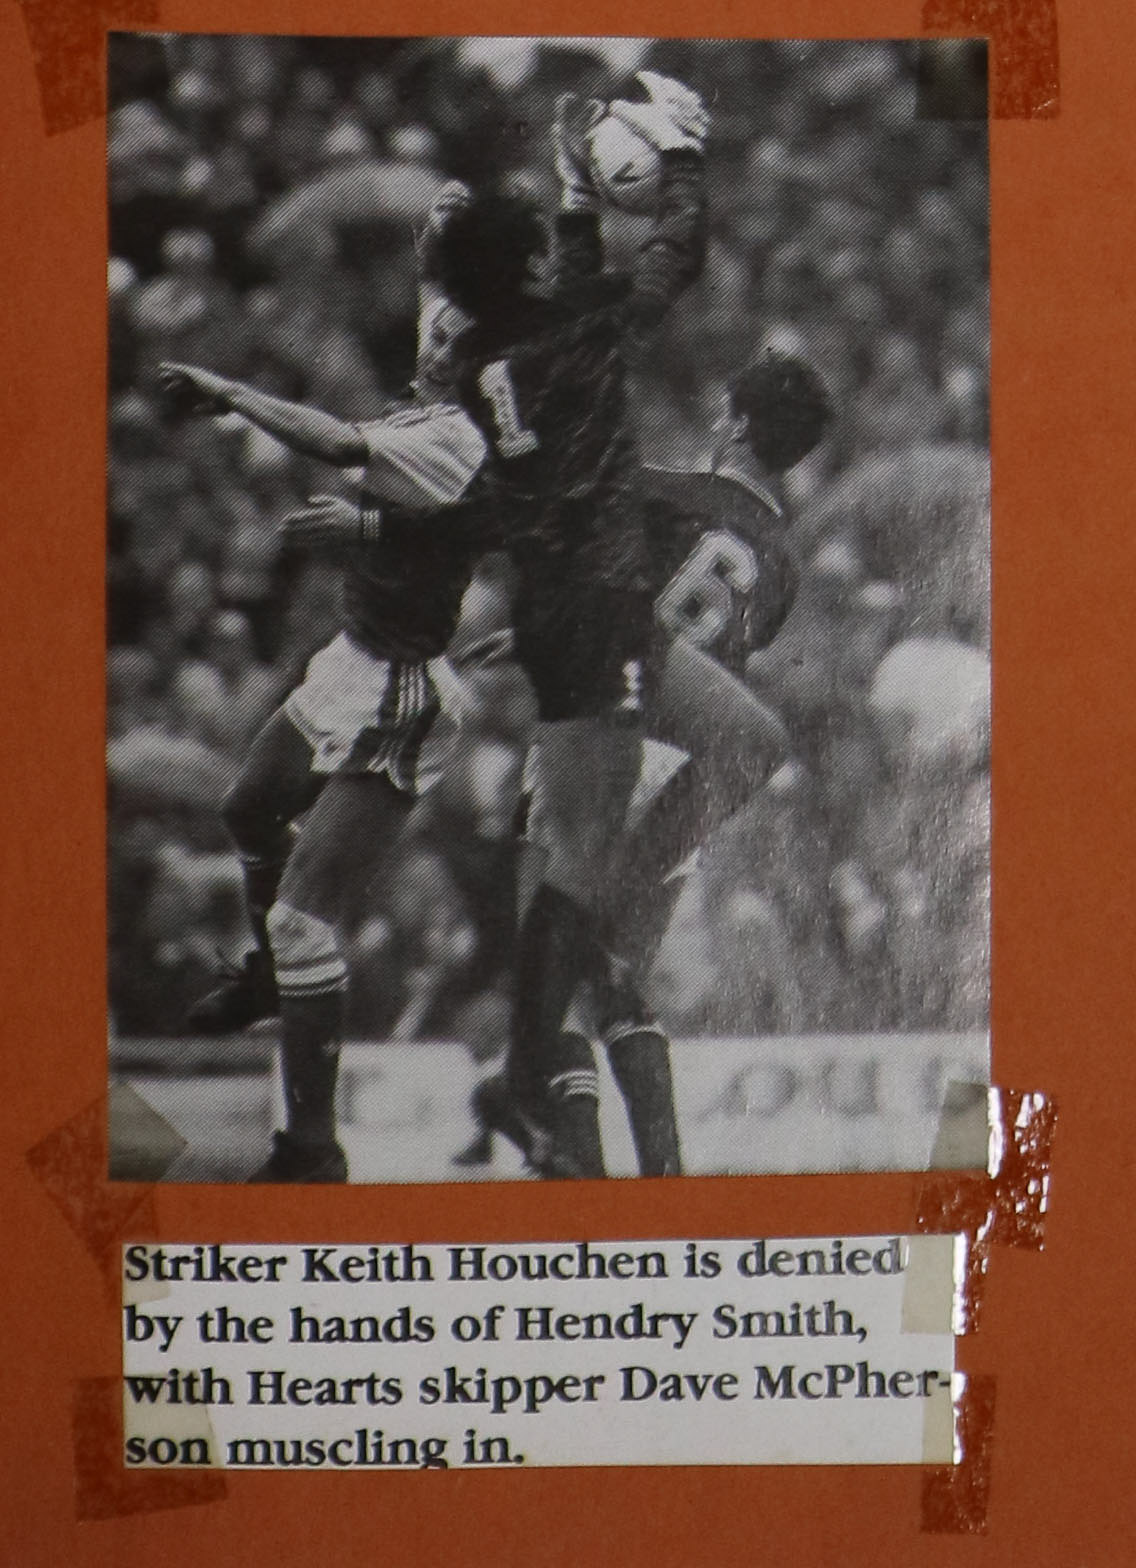 1
Striker Keith Houchen is denied
by the hands of Hendry Smith,
with Hearts skipper Dave McPher-
son muscling in.